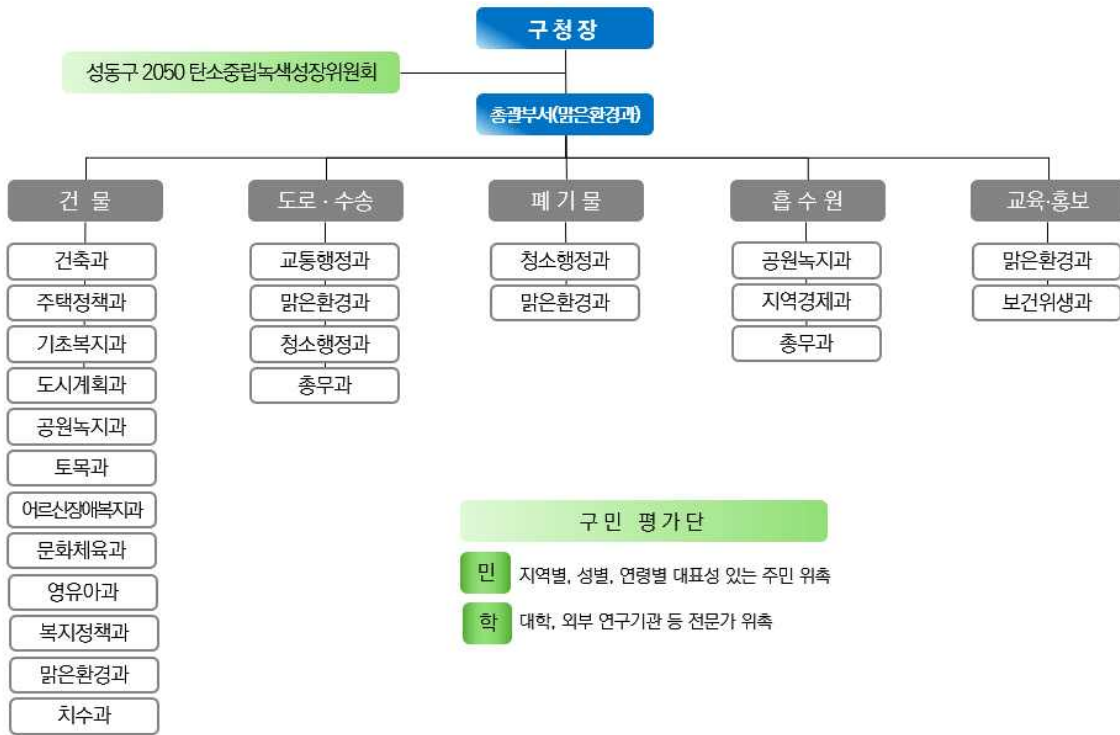 구청장
성동구 2050 탄소중립녹색성장위원회
총괄부서(맑은환경과)
건 물
건축과
주택정책과
기초복지과
도시계획과
공원녹지과
토목과
어르신장애복지과
문화체육과
영유아과
복지정책과
맑은환경과
치수과
도로 · 수송
교통행정과
맑은환경과
청소행정과
총무과
폐 기 물
청소행정과
맑은환경과
흡 수 원
공원녹지과
지역경제과
총무과
교육·홍보
맑은환경과
보건위생과
구민 평가단
민 지역별, 성별, 연령별 대표성 있는 주민 위촉
학 대학, 외부 연구기관 등 전문가 위촉